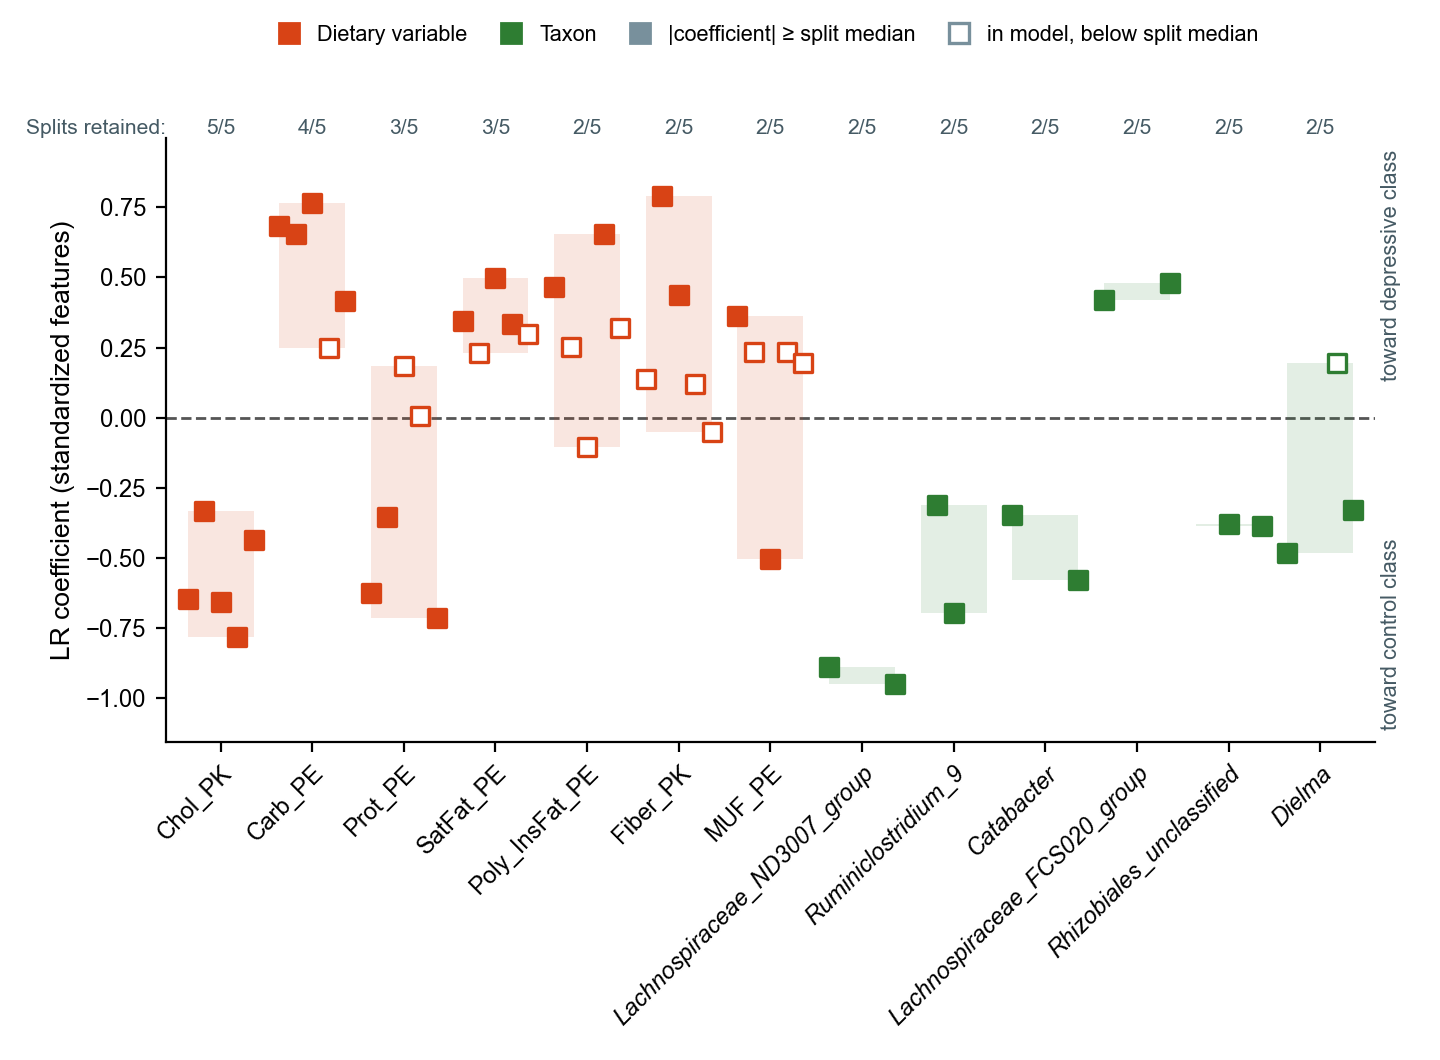 Dietary variable
Taxon
|coefficient| ≥ split median
in model, below split median
Splits retained: 5/5 4/5 3/5 3/5 2/5 2/5 2/5 2/5 2/5 2/5 2/5 2/5 2/5
LR coefficient (standardized features)
0.75
0.50
0.25
0.00
−0.25
−0.50
−0.75
−1.00
toward depressive class
toward control class
Chol_PK
Carb_PE
Prot_PE
SatFat_PE
Poly_InsFat_PE
Fiber_PK
MUF_PE
Lachnospiraceae_ND3007_group
Ruminiclostridium_9
Catabacter
Lachnospiraceae_FCS020_group
Rhizobiales_unclassified
Dielma